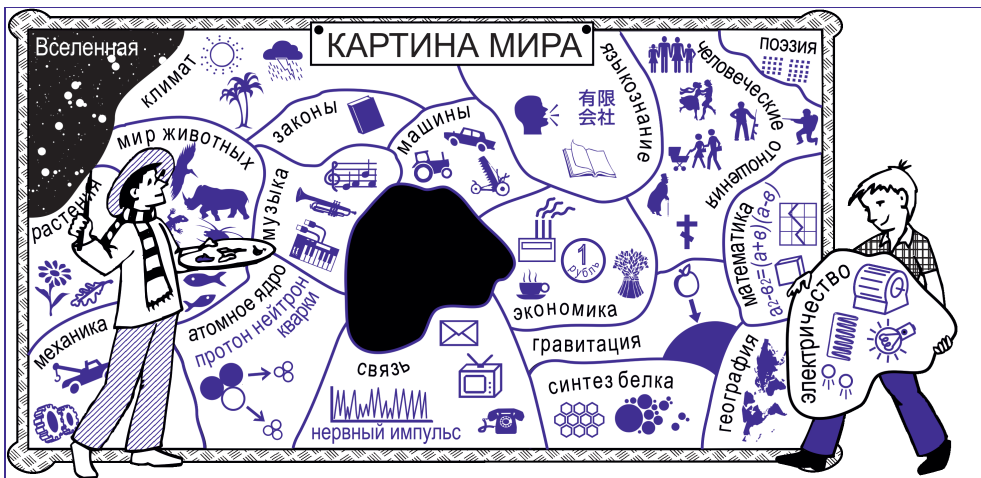 КАРТИНА МИРА
Вселенная
климат
законы
машины
языкознание
有限
会社
человеческие
отношения
поэзия
мир животных
растения
музыка
математика
а²-в²=(а+в)(а-в)
1
рубль
экономика
электричество
механика
атомное ядро
протон нейтрон
кварки
связь
нервный импульс
гравитация
синтез белка
география